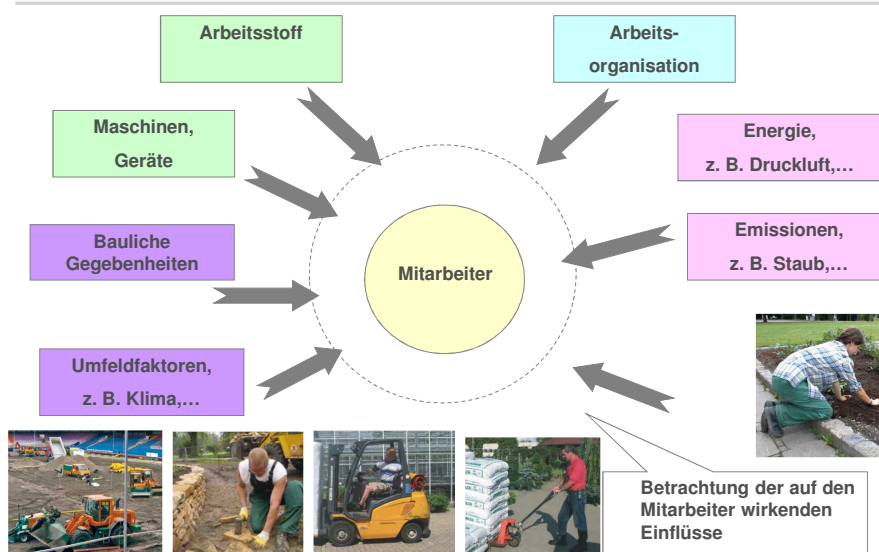 Arbeitsstoff
Arbeits-
organisation
Maschinen,
Geräte
Energie,
z. B. Druckluft,…
Bauliche
Gegebenheiten
Emissionen,
z. B. Staub,…
Mitarbeiter
Umfeldfaktoren,
z. B. Klima,…
Betrachtung der auf den
Mitarbeiter wirkenden
Einflüsse